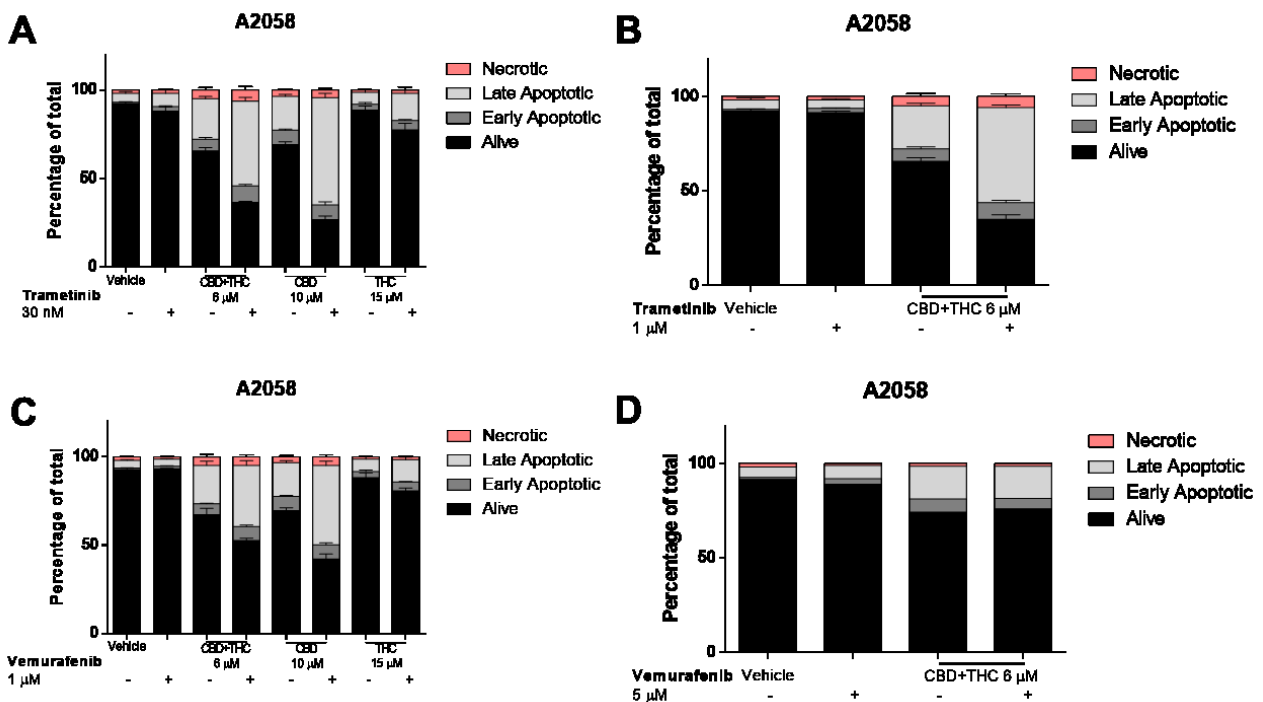 A
A2058
Percentage of total
100
50
0
Necrotic
Late Apoptotic
Early Apoptotic
Alive
Vehicle
CBD+THC
6 µM
CBD
10 µM
THC
15 µM
Trametinib
30 nM
- + - + - + - +
B
A2058
Percentage of total
100
50
0
Necrotic
Late Apoptotic
Early Apoptotic
Alive
Trametinib Vehicle CBD+THC 6 µM
1 µM - + - +
C
A2058
Percentage of total
100
50
0
Necrotic
Late Apoptotic
Early Apoptotic
Alive
Vehicle
CBD+THC
6 µM
CBD
10 µM
THC
15 µM
Vemurafenib
1 µM - + - + - + - +
D
A2058
Percentage of total
100
50
0
Necrotic
Late Apoptotic
Early Apoptotic
Alive
Vemurafenib Vehicle CBD+THC 6 µM
5 µM - + - +